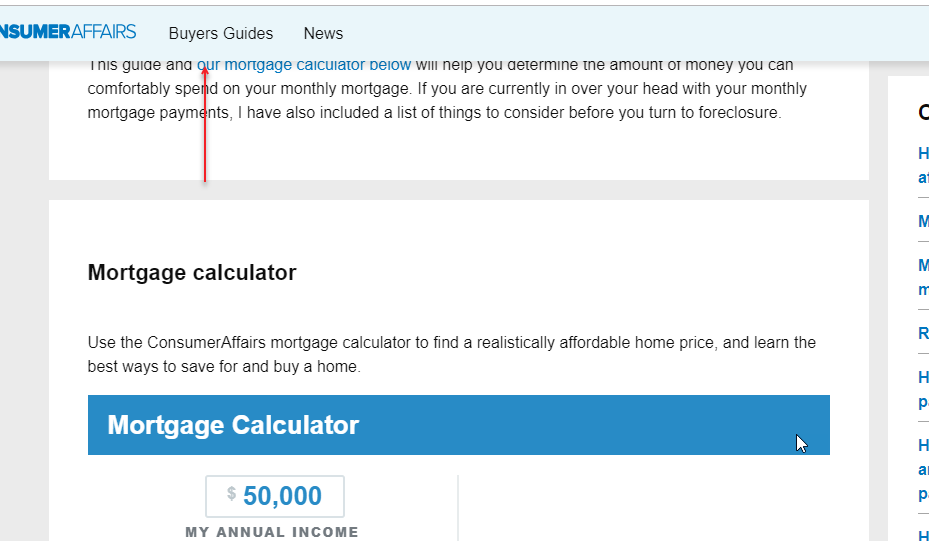 NSUMERAFFAIRS Buyers Guides News
This guide and our mortgage calculator below will help you determine the amount of money you can
comfortably spend on your monthly mortgage. If you are currently in over your head with your monthly
mortgage payments, I have also included a list of things to consider before you turn to foreclosure.
Mortgage calculator
Use the ConsumerAffairs mortgage calculator to find a realistically affordable home price, and learn the
best ways to save for and buy a home.
Mortgage Calculator
$ 50,000
MY ANNUAL INCOME